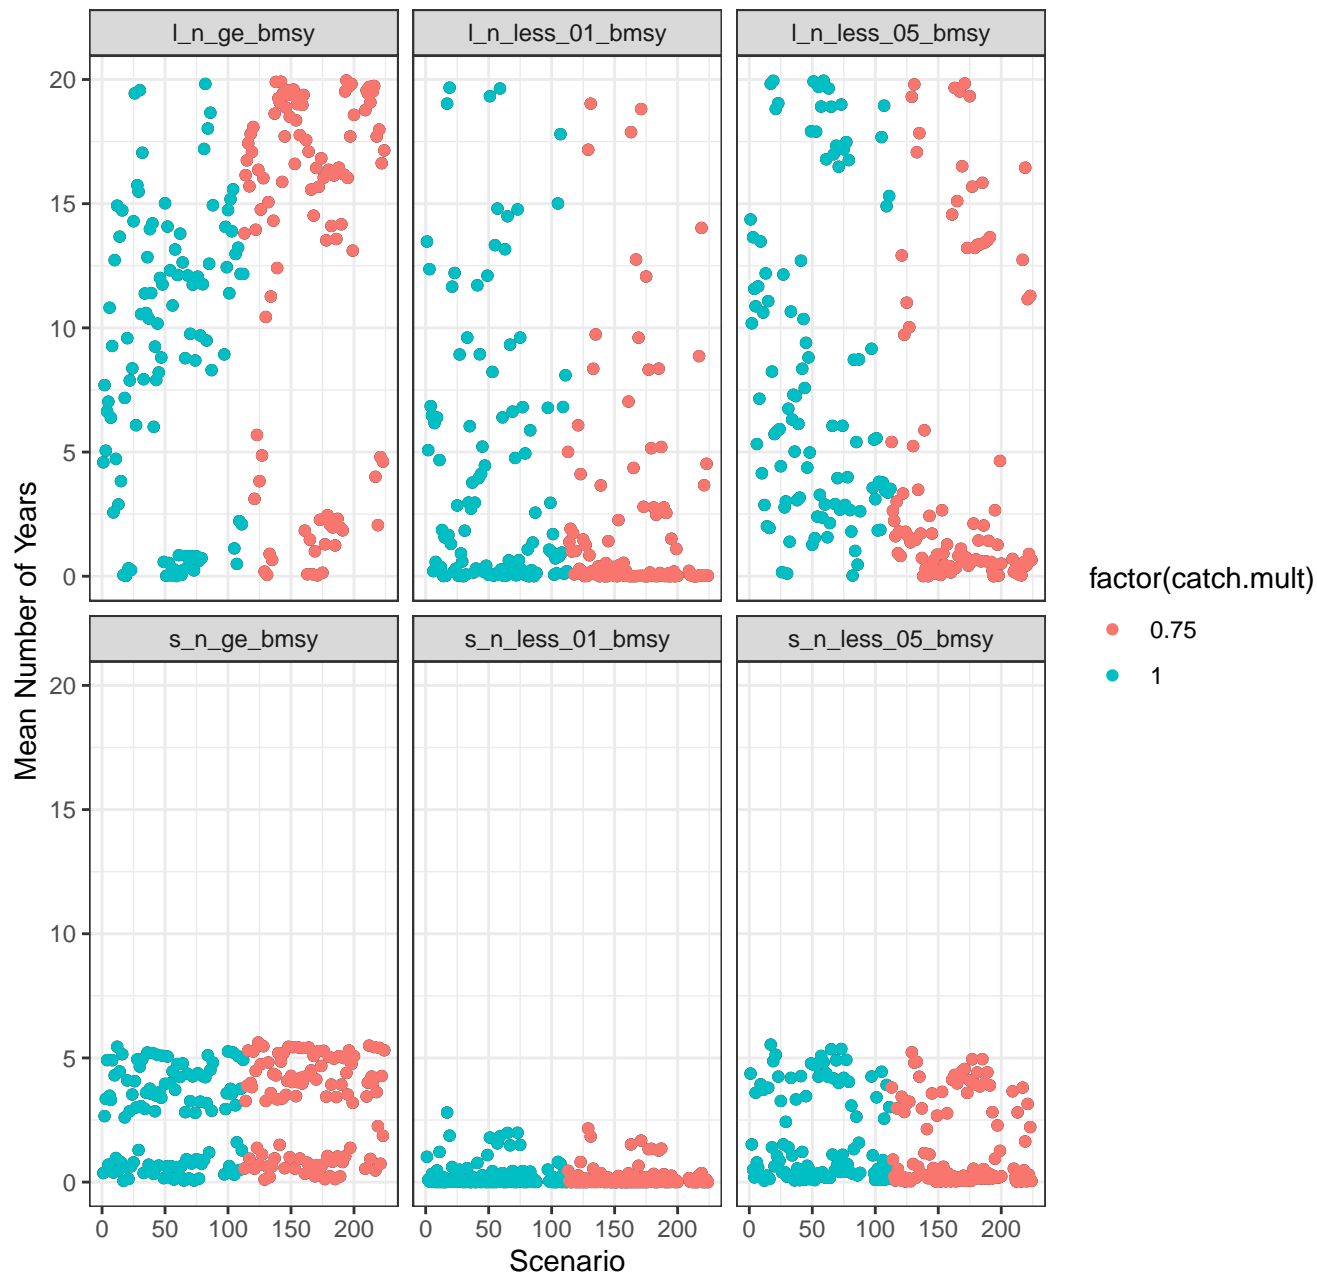 l_n_ge_bmsy
l_n_less_01_bmsy
l_n_less_05_bmsy
20
15
10
5
0
s_n_ge_bmsy
s_n_less_01_bmsy
s_n_less_05_bmsy
20
15
10
5
0
Mean Number of Years
0 50 100 150 200
0 50 100 150 200
0 50 100 150 200
Scenario
factor(catch.mult)
0.75
1